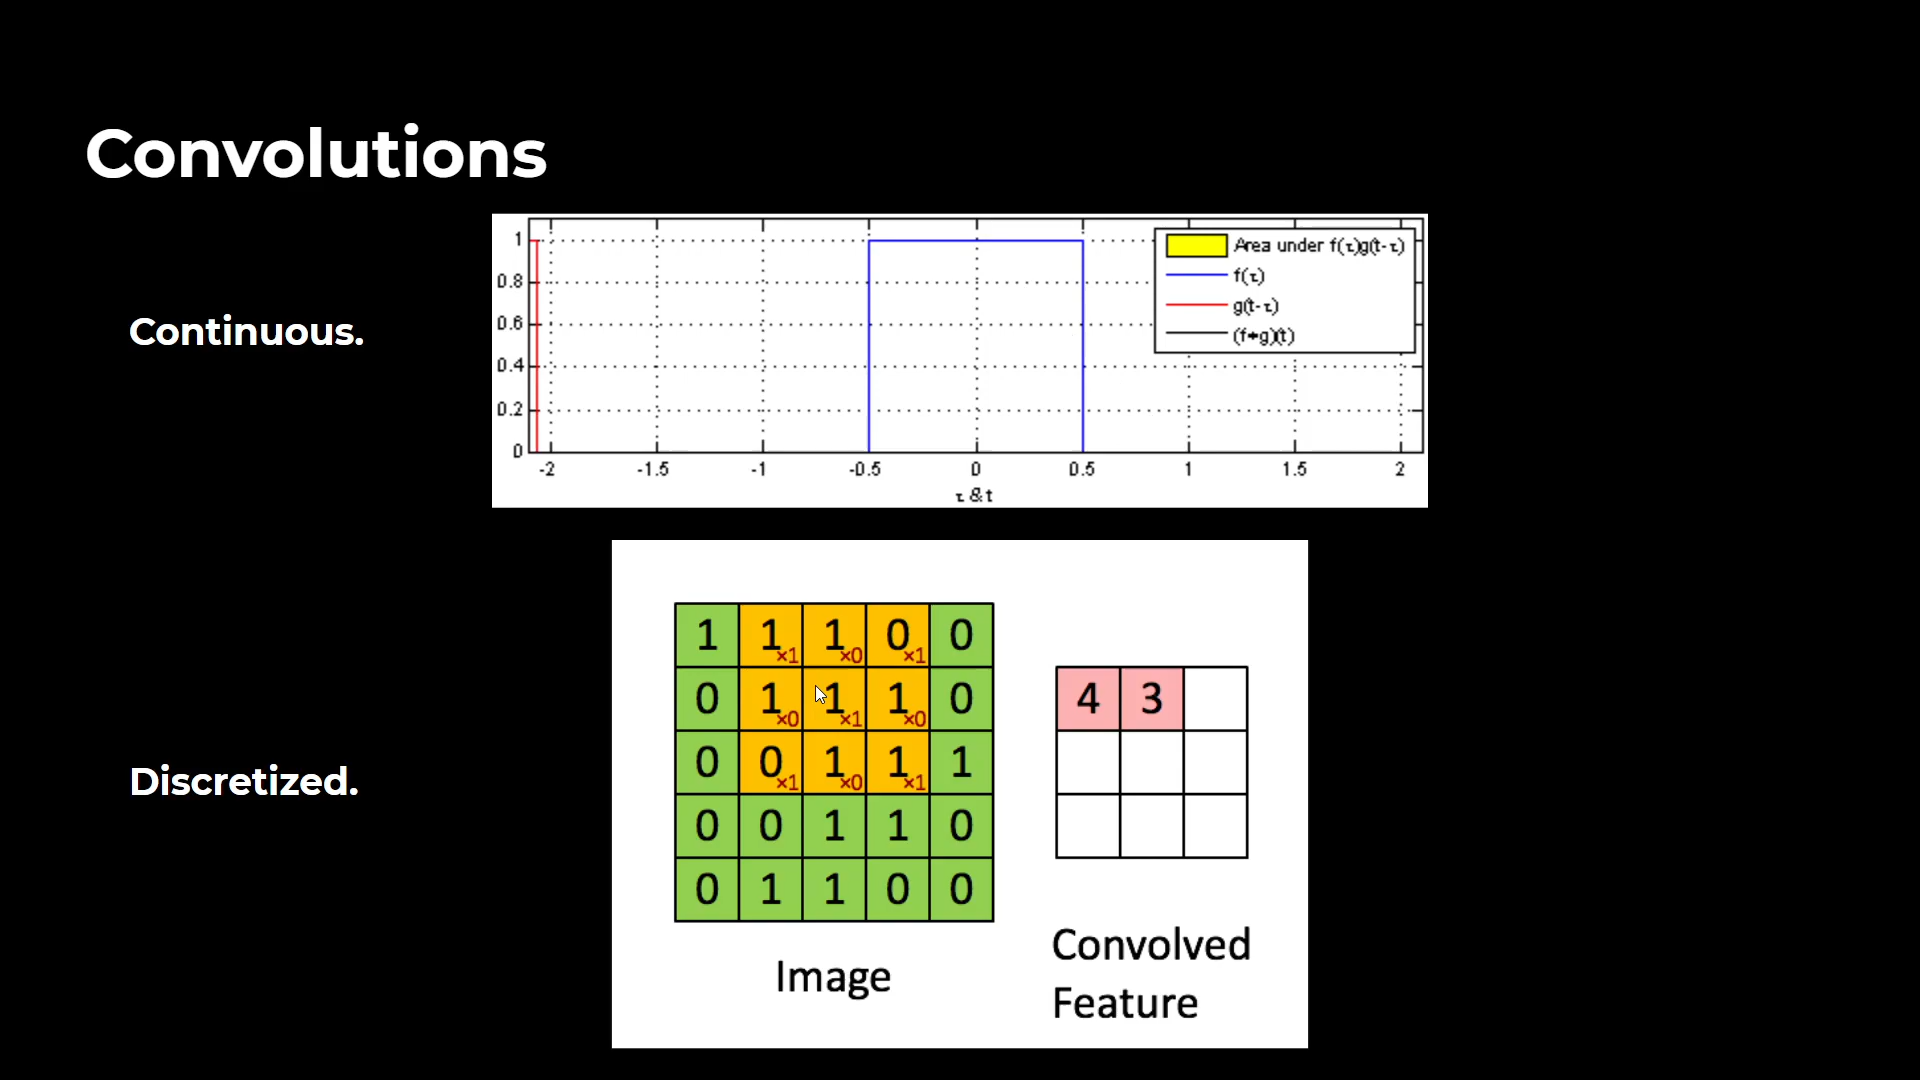 Convolutions
Continuous.
1
0.8
0.6
0.4
0.2
0
-2 -1.5 -1 -0.5 0 0.5 1 1.5 2
τ & t
Area under f(τ)g(t-τ)
f(τ)
g(t-τ)
(f*g)(t)
Discretized.
1 1×1 1×0 0×1 0
0 1×0 1×1 1×0 0
0 0×1 1×0 1×1 1
0 0 1 1 0
0 1 1 0 0
Image
4 3
Convolved
Feature